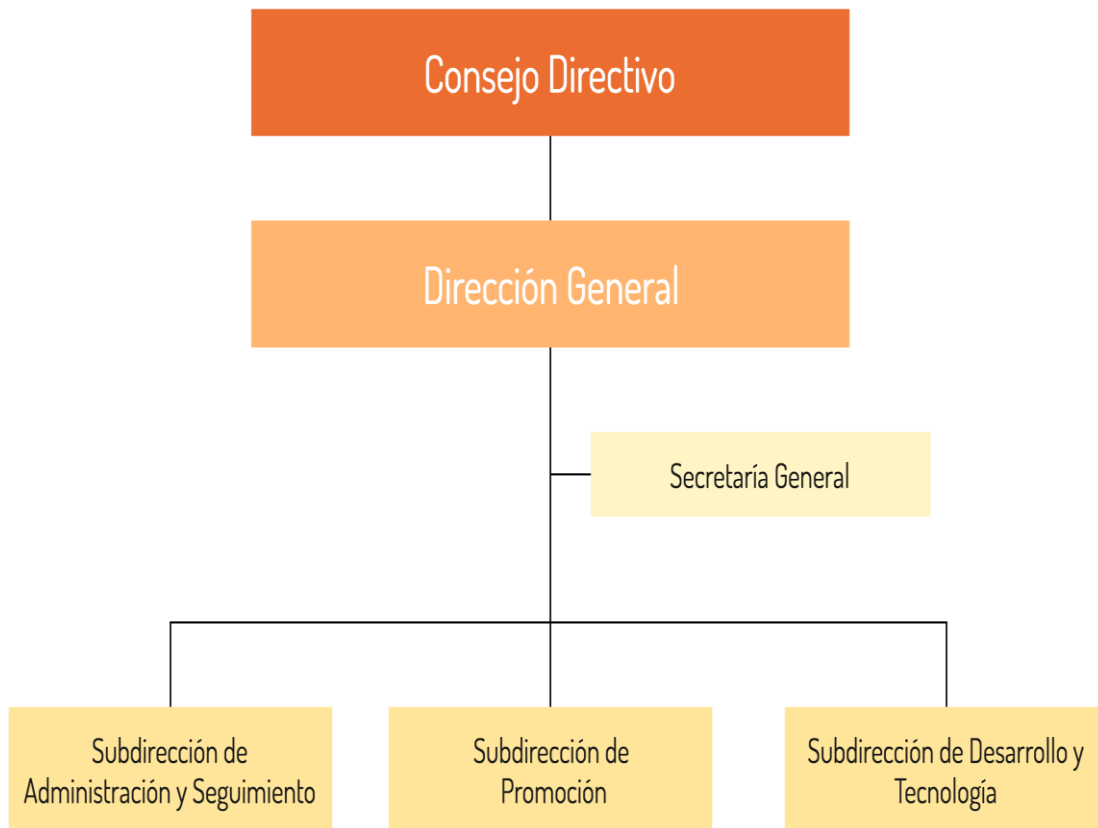 Consejo Directivo
Dirección General
Secretaría General
Subdirección de
Administración y Seguimiento
Subdirección de
Promoción
Subdirección de Desarrollo y
Tecnología